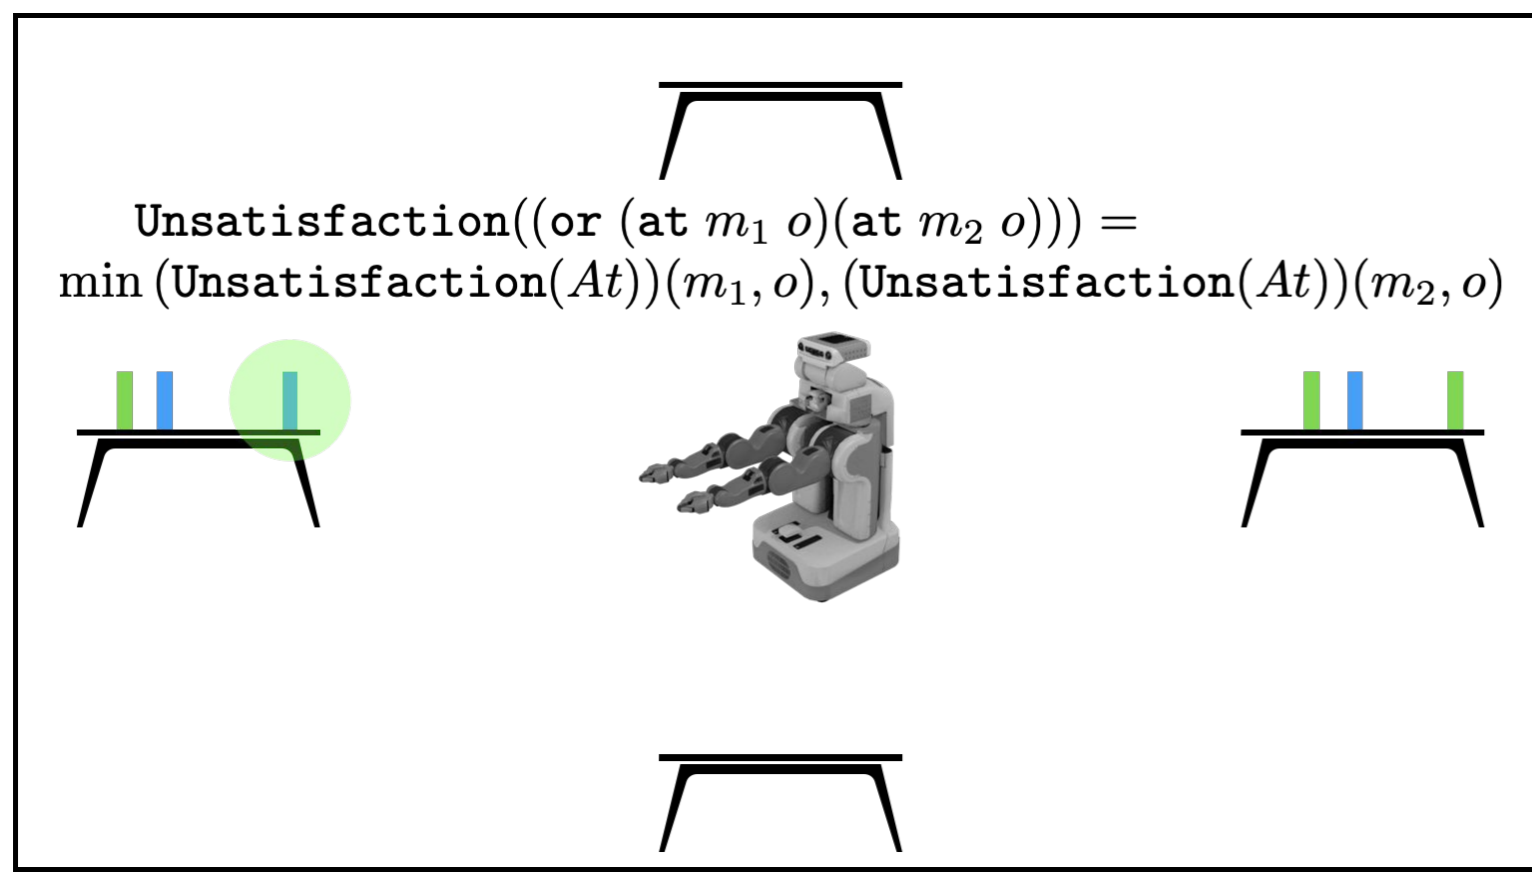 Unsatisfaction((or (at m₁ o)(at m₂ o))) =
min (Unsatisfaction(At))(m₁, o), (Unsatisfaction(At))(m₂, o)